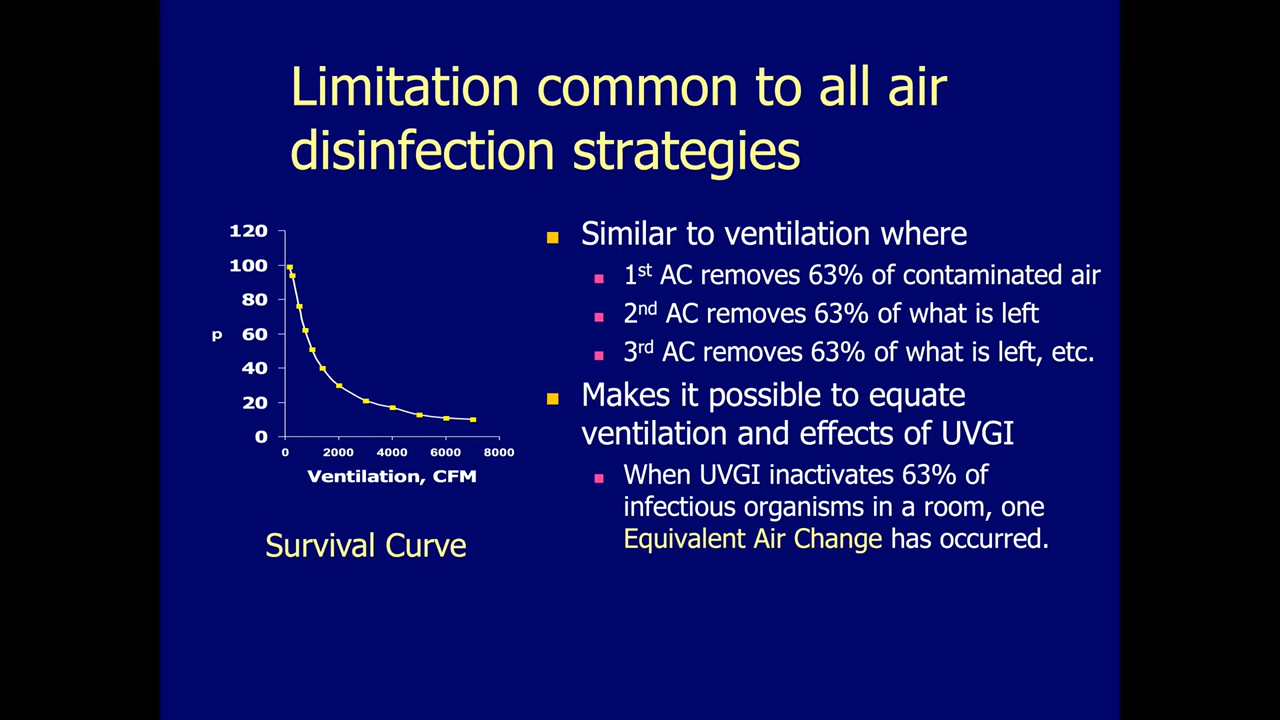 Limitation common to all air
disinfection strategies
120
100
80
60
40
20
0
p
0 2000 4000 6000 8000
Ventilation, CFM
Survival Curve
Similar to ventilation where
1st AC removes 63% of contaminated air
2nd AC removes 63% of what is left
3rd AC removes 63% of what is left, etc.
Makes it possible to equate
ventilation and effects of UVGI
When UVGI inactivates 63% of
infectious organisms in a room, one
Equivalent Air Change has occurred.